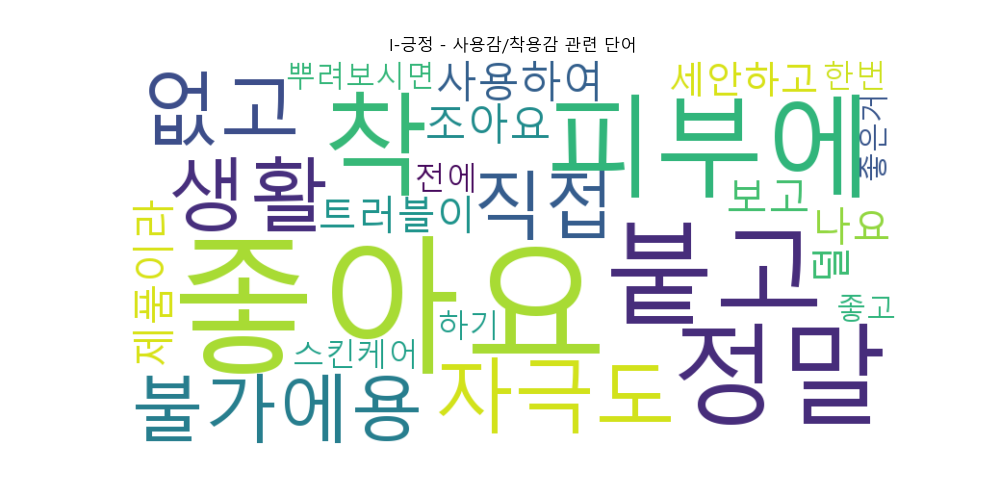 I-긍정 - 사용감/착용감 관련 단어
뿌려보시면
사용하여
세안하고
한번
없고
착
조아요
피부에
좋은거
생활
전에
직접
보고
트러블이
나요
제품이라
좋아요
붙고
덜
하기
좋고
스킨케어
정말
불가에용
자극도